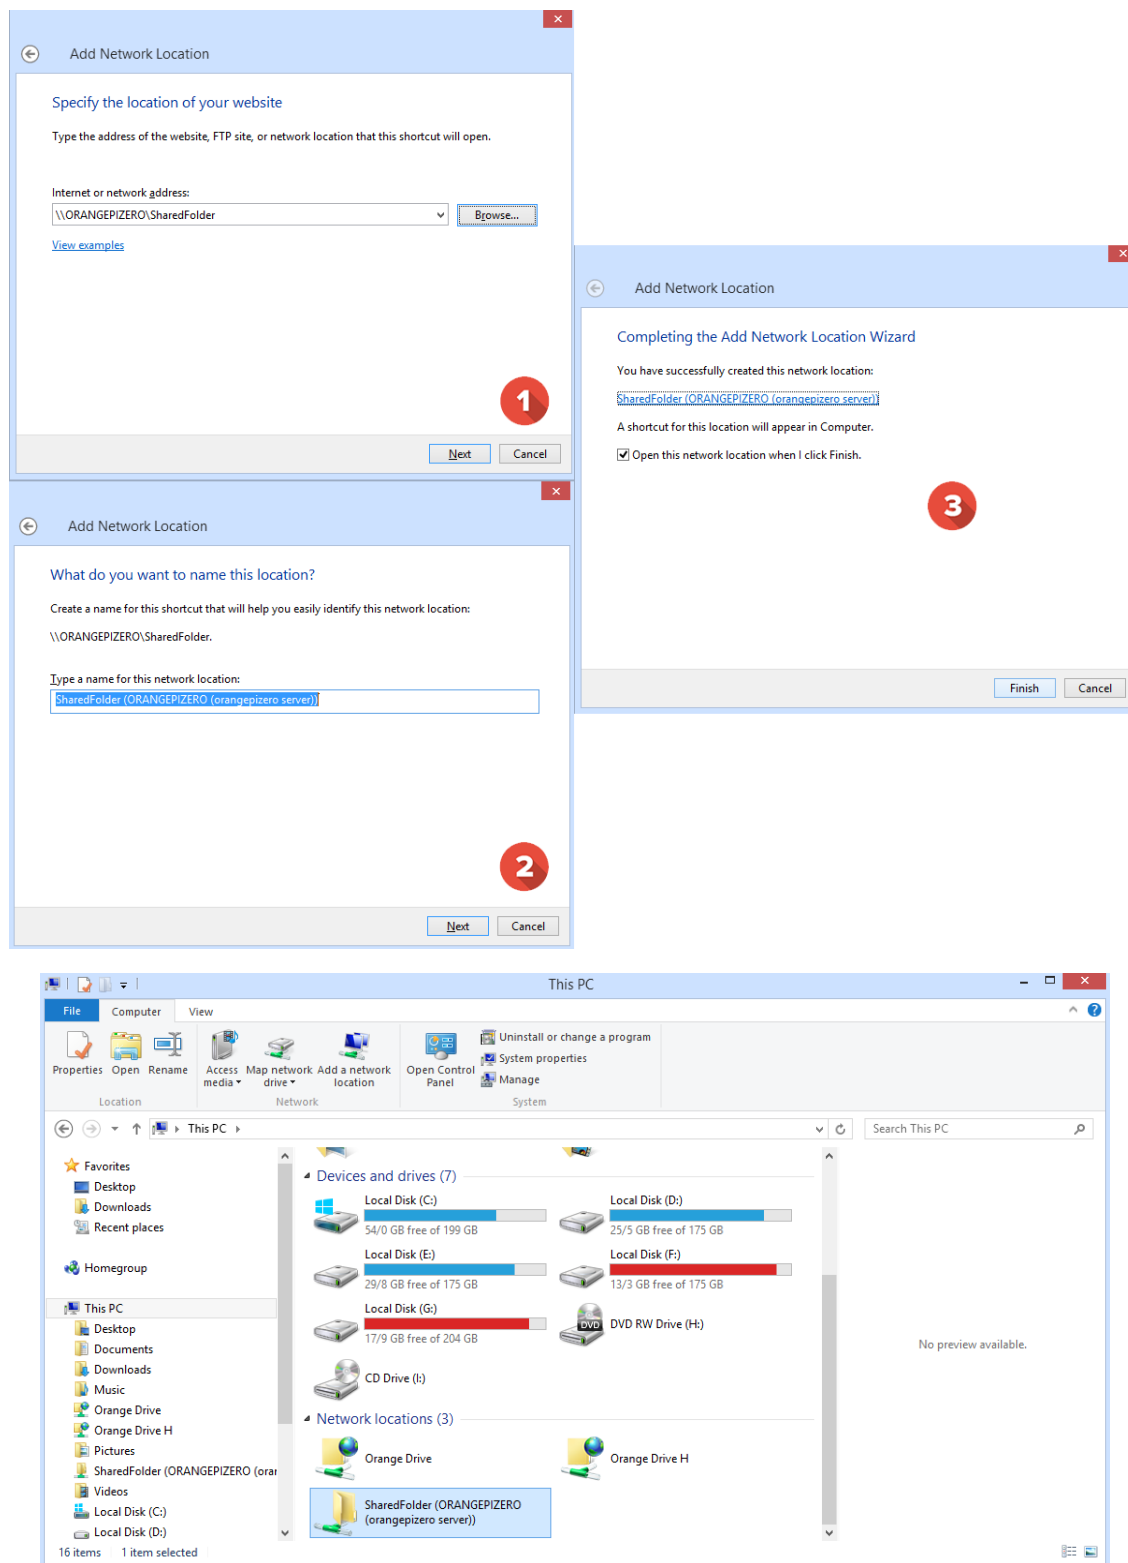 Add Network Location
Specify the location of your website
Type the address of the website, FTP site, or network location that this shortcut will open.
Internet or network address:
\\ORANGEPIZERO\SharedFolder
Browse...
View examples
1
Next
Cancel
Add Network Location
What do you want to name this location?
Create a name for this shortcut that will help you easily identify this network location:
\\ORANGEPIZERO\SharedFolder.
Type a name for this network location:
SharedFolder (ORANGEPIZERO (orangepizero server))
2
Next
Cancel
Add Network Location
Completing the Add Network Location Wizard
You have successfully created this network location:
SharedFolder (ORANGEPIZERO (orangepizero server))
A shortcut for this location will appear in Computer.
Open this network location when I click Finish.
3
Finish
Cancel
This PC
File
Computer
View
Properties
Open
Rename
Access media
Map network drive
Add a network location
Open Control Panel
Uninstall or change a program
System properties
Manage
Location
Network
System
This PC
Search This PC
Favorites
Desktop
Downloads
Recent places
Homegroup
This PC
Desktop
Documents
Downloads
Music
Orange Drive
Orange Drive H
Pictures
SharedFolder (ORANGEPIZERO (orar
Videos
Local Disk (C:)
Local Disk (D:)
Devices and drives (7)
Local Disk (C:)
54/0 GB free of 199 GB
Local Disk (D:)
25/5 GB free of 175 GB
Local Disk (E:)
29/8 GB free of 175 GB
Local Disk (F:)
13/3 GB free of 175 GB
Local Disk (G:)
17/9 GB free of 204 GB
DVD
DVD RW Drive (H:)
CD Drive (I:)
Network locations (3)
Orange Drive
Orange Drive H
SharedFolder (ORANGEPIZERO
(orangepizero server))
No preview available.
16 items
1 item selected